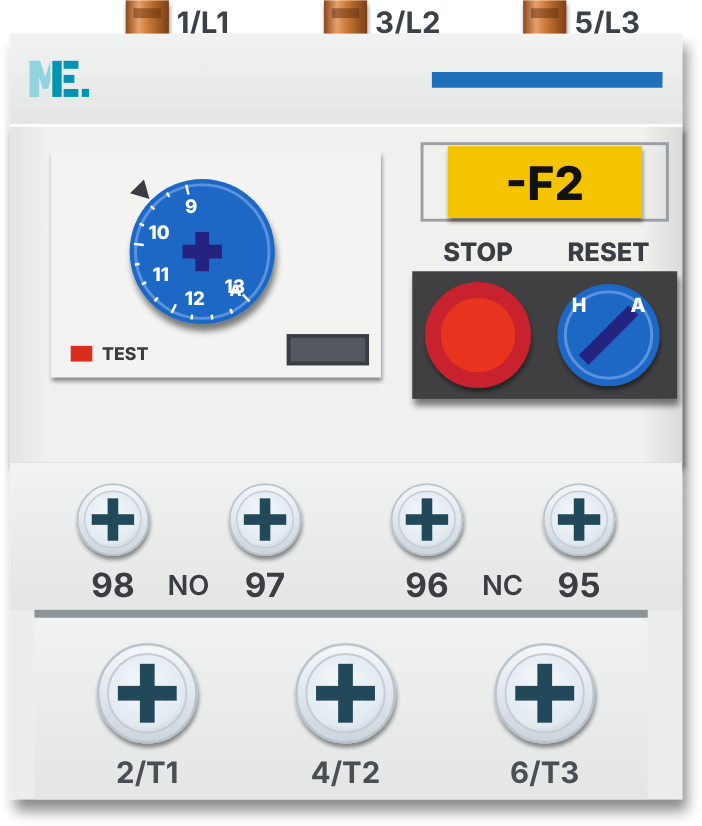 1/L1 3/L2 5/L3
ME.
-F2
STOP RESET
9
10
11
12
13
A
H A
TEST
98 NO 97 96 NC 95
2/T1 4/T2 6/T3